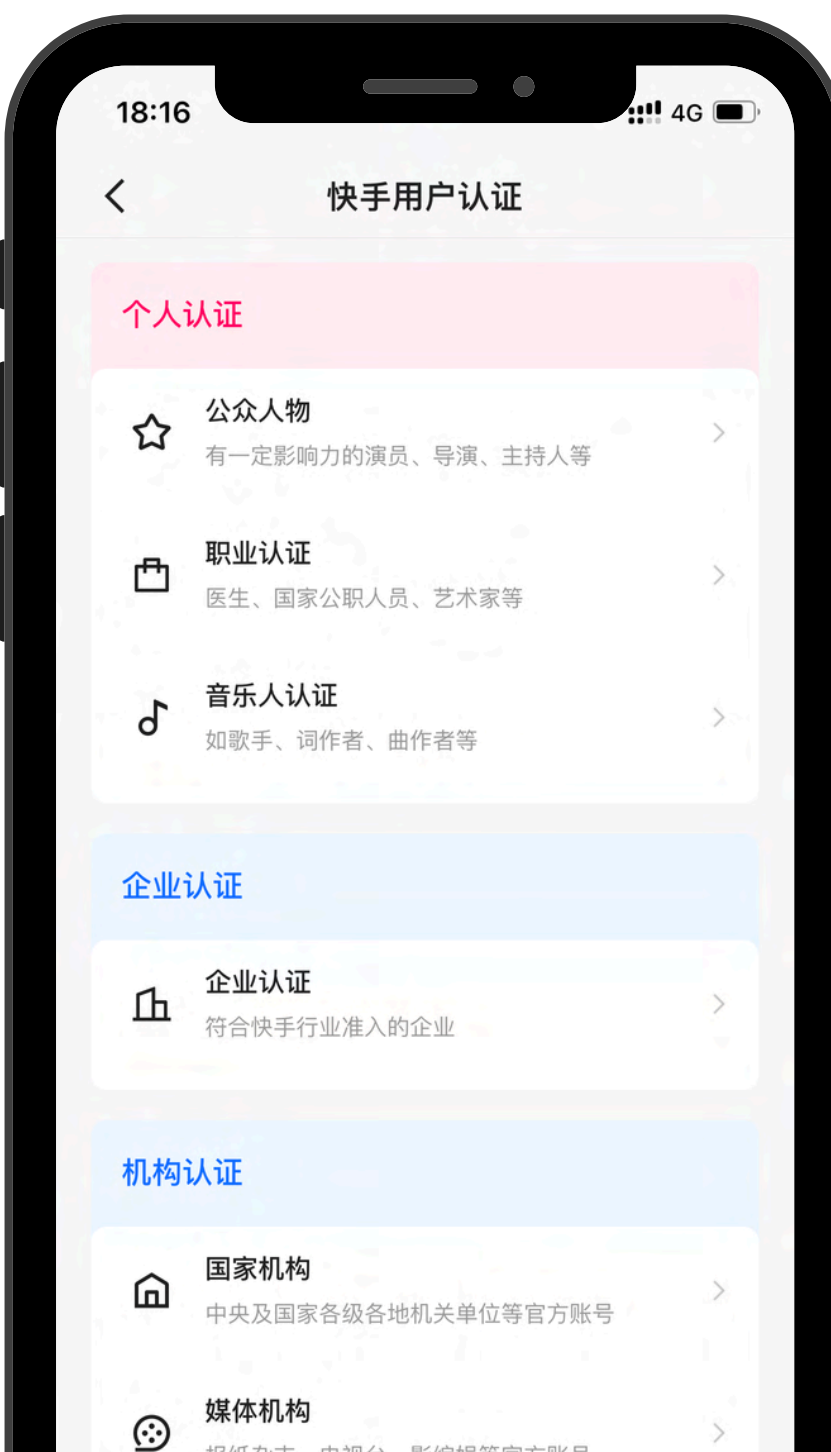 18:16
4G
快手用户认证
个人认证
公众人物
有一定影响力的演员、导演、主持人等
职业认证
医生、国家公职人员、艺术家等
音乐人认证
如歌手、词作者、曲作者等
企业认证
企业认证
符合快手行业准入的企业
机构认证
国家机构
中央及国家各级各地机关单位等官方账号
媒体机构